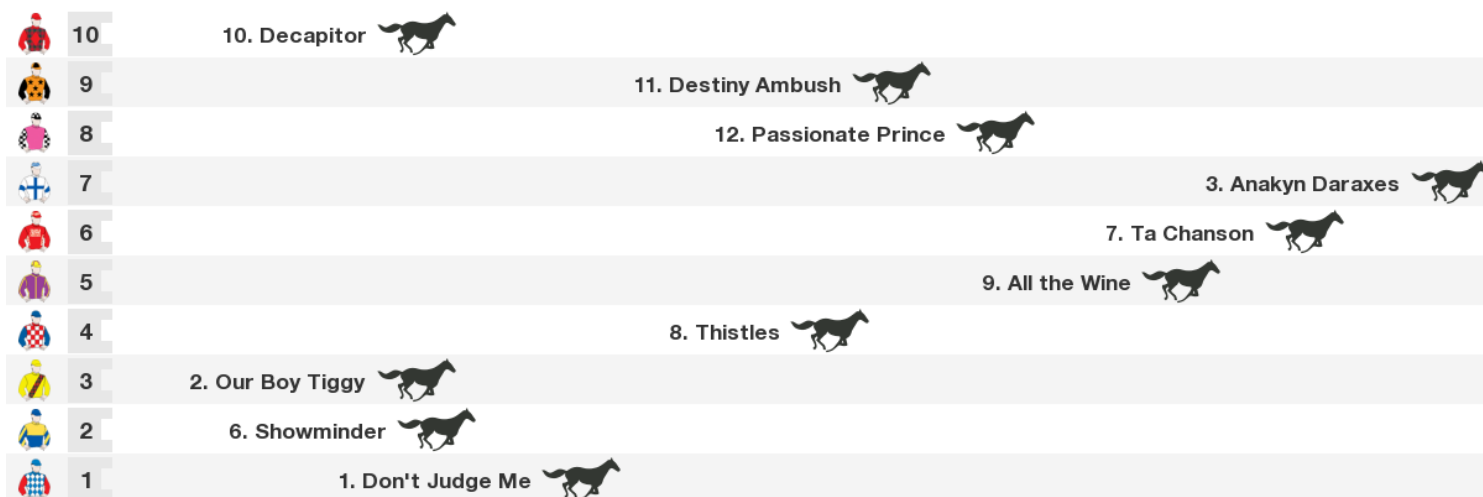 10 10. Decapitor
9 11. Destiny Ambush
8 12. Passionate Prince
7 3. Anakyn Daraxes
6 7. Ta Chanson
5 9. All the Wine
4 8. Thistles
3 2. Our Boy Tiggy
2 6. Showminder
1 1. Don't Judge Me